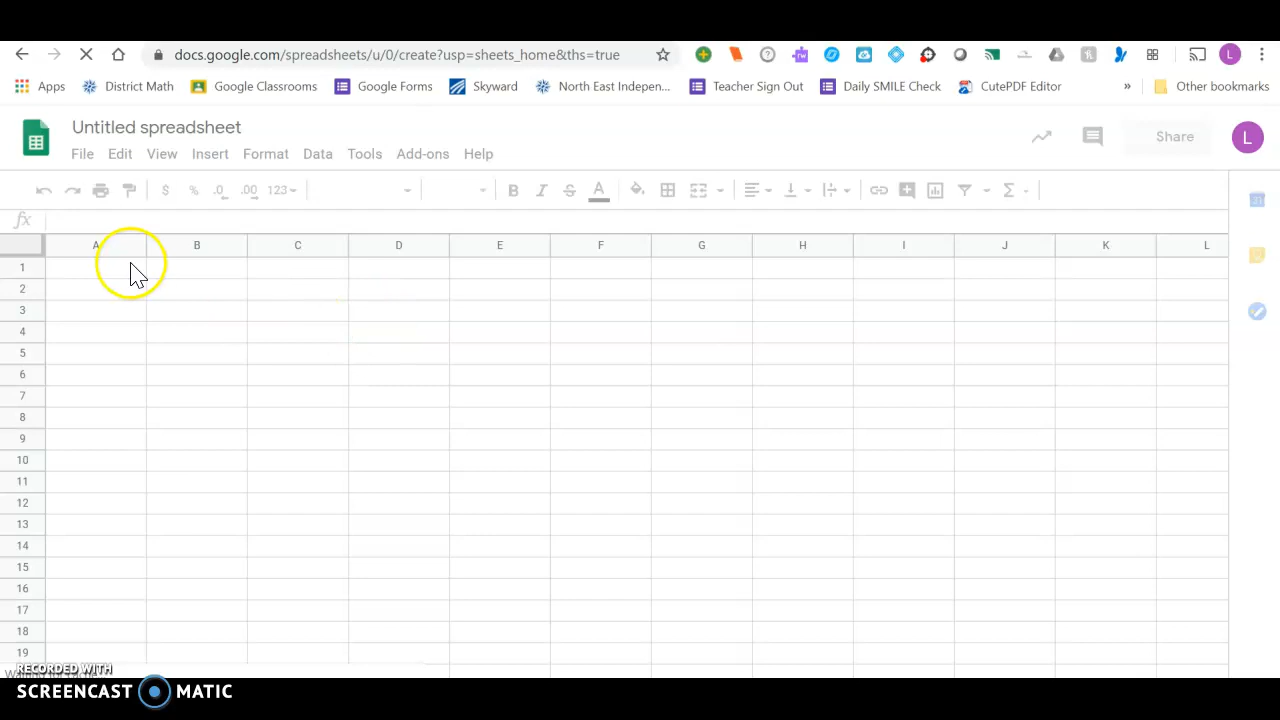 docs.google.com/spreadsheets/u/0/create?usp=sheets_home&ths=true
L
Apps District Math Google Classrooms Google Forms Skyward North East Indepen... Teacher Sign Out Daily SMILE Check CutePDF Editor » Other bookmarks
Untitled spreadsheet
Share
L
File Edit View Insert Format Data Tools Add-ons Help
$ % .0 .00 123 B I S A Σ
fx
A B C D E F G H I J K L
1
2
3
4
5
6
7
8
9
10
11
12
13
14
15
16
17
18
19
RECORDED WITH
SCREENCAST MATIC